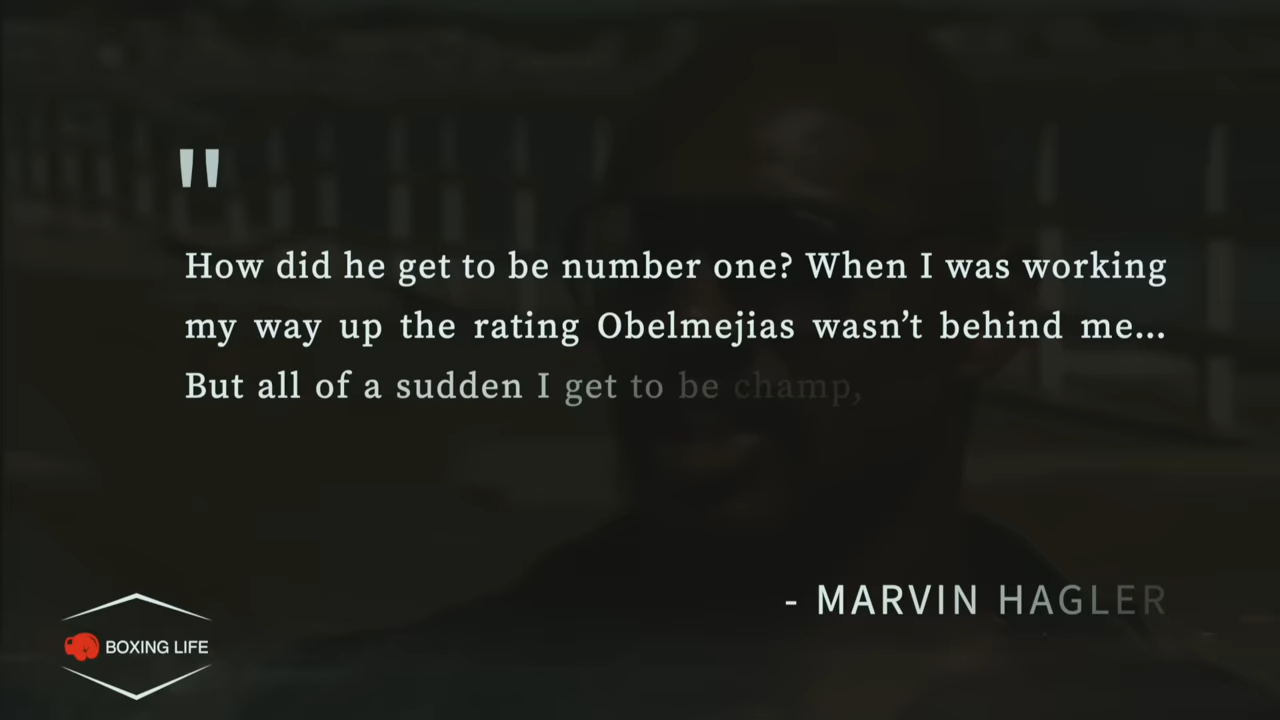 "
How did he get to be number one? When I was working
my way up the rating Obelmejias wasn’t behind me...
But all of a sudden I get to be champ,
- MARVIN HAGLER
BOXING LIFE